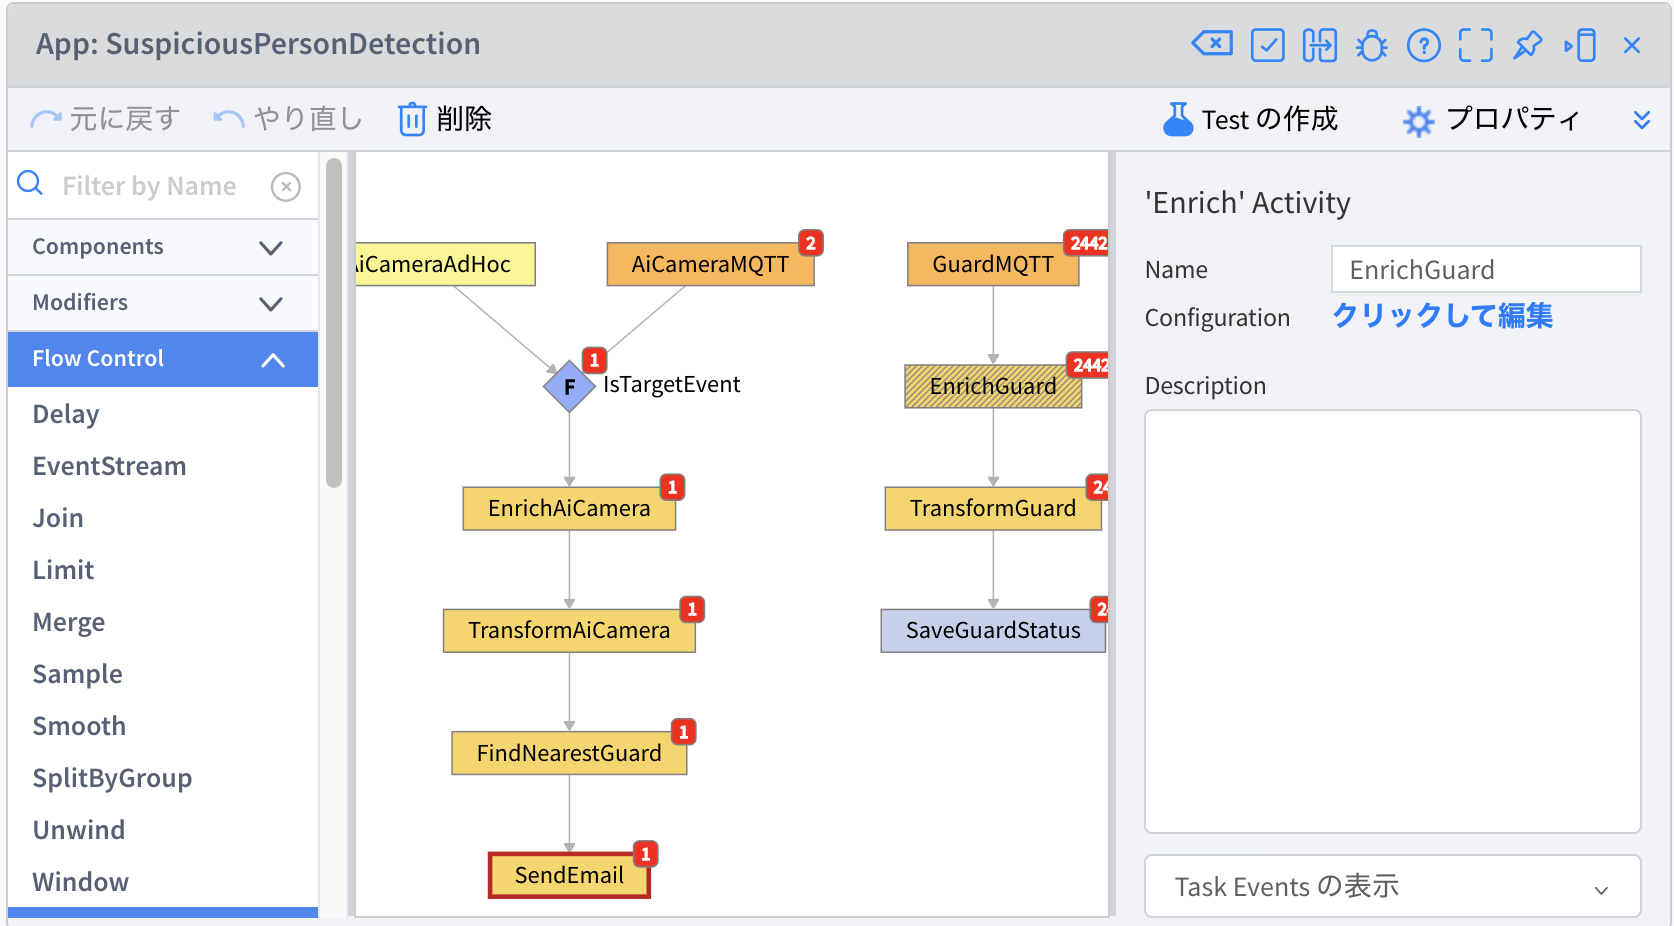 App: SuspiciousPersonDetection
元に戻す
やり直し
削除
Test の作成
プロパティ
Filter by Name
Components
Modifiers
Flow Control
Delay
EventStream
Join
Limit
Merge
Sample
Smooth
SplitByGroup
Unwind
Window
iCameraAdHoc
AiCameraMQTT
2
F
1
IsTargetEvent
EnrichAiCamera
1
TransformAiCamera
1
FindNearestGuard
1
SendEmail
1
GuardMQTT
2442
EnrichGuard
2442
TransformGuard
24
SaveGuardStatus
2
'Enrich' Activity
Name
EnrichGuard
Configuration
クリックして編集
Description
Task Events の表示